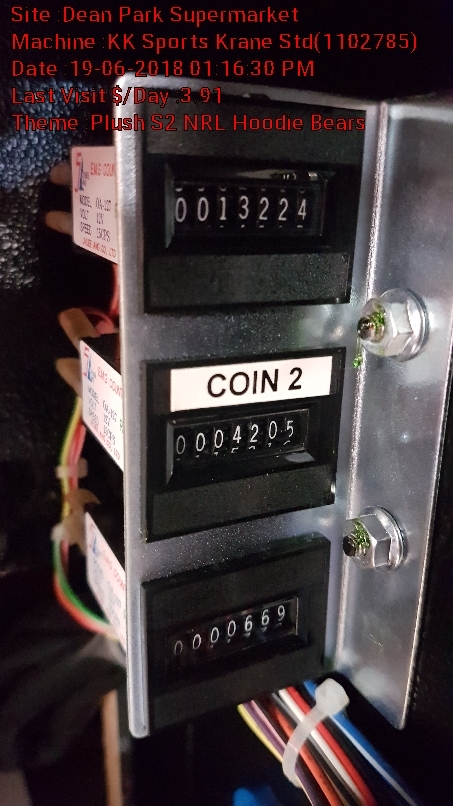 Site :Dean Park Supermarket
Machine :KK Sports Krane Std(1102785)
Date :19-06-2018 01:16:30 PM
Last Visit $/Day :3.91
Theme :Plush S2 NRL Hoodie Bears
0013224
COIN 2
0004205
0000669